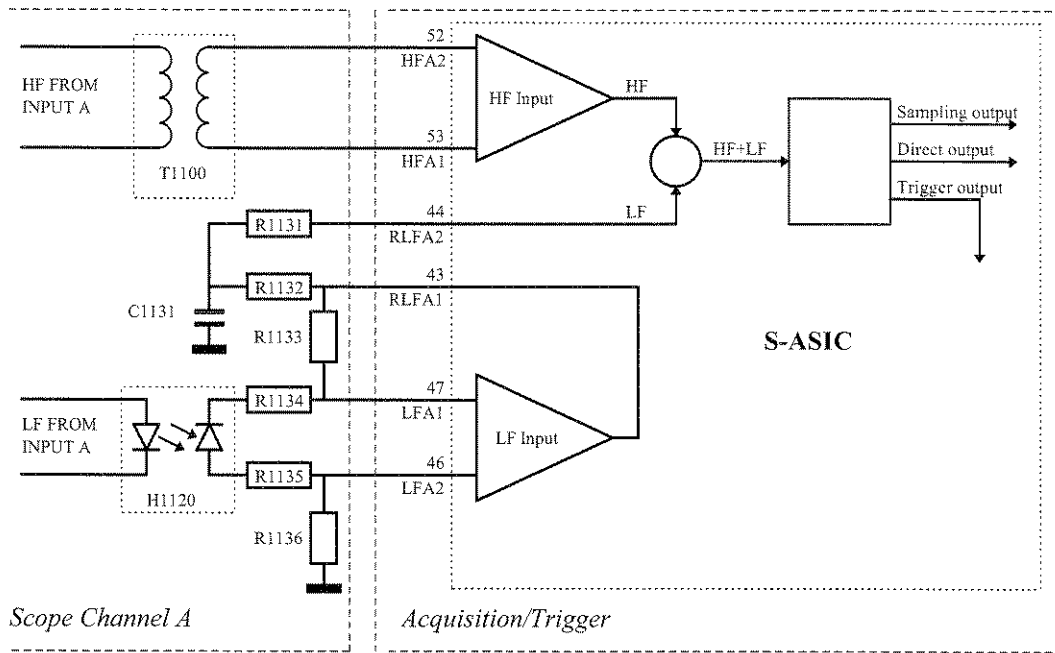 52
HFA2
HF FROM
INPUT A
HF Input
HF
Sampling output
HF+LF
Direct output
53
HFA1
T1100
Trigger output
R1131
44
RLFA2
LF
R1132
43
RLFA1
C1131
R1133
S-ASIC
R1134
47
LFA1
LF FROM
INPUT A
LF Input
R1135
46
LFA2
H1120
R1136
Scope Channel A
Acquisition/Trigger